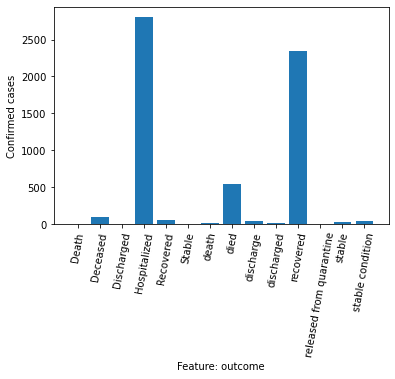 2500
2000
1500
1000
500
0
Confirmed cases
Death
Deceased
Discharged
Hospitalized
Recovered
Stable
death
died
discharge
discharged
recovered
released from quarantine
stable
stable condition
Feature: outcome